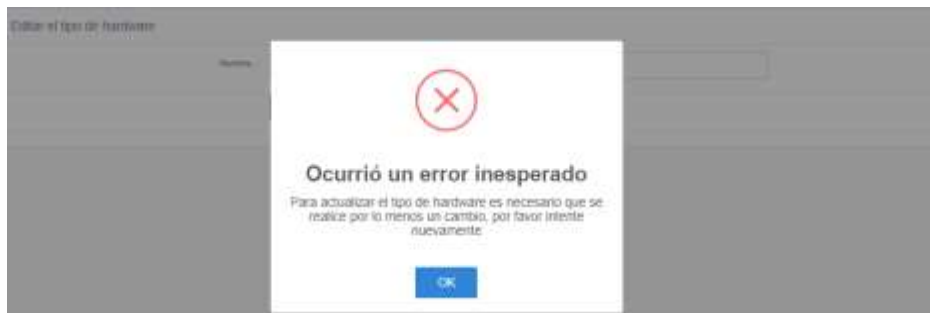 Editar el tipo de hardware
Nombre
Ocurrió un error inesperado
Para actualizar el tipo de hardware es necesario que se
realice por lo menos un cambio, por favor intente
nuevamente
OK